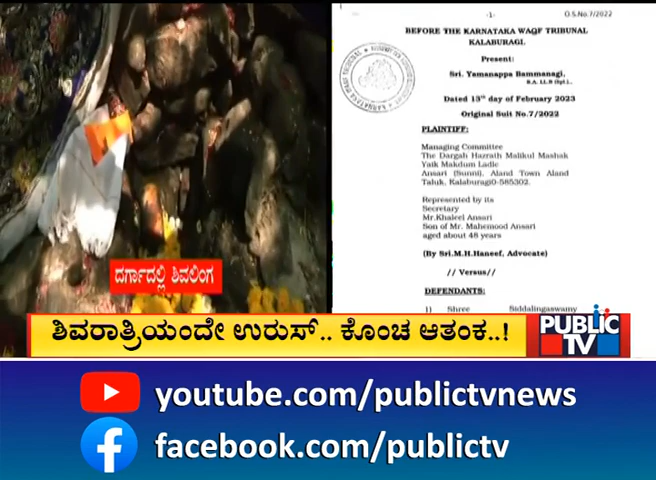 -1-
O.S.No.7/2022
BEFORE THE KARNATAKA WAQF TRIBUNAL
KALABURAGI.
Present:
Sri. Yamanappa Bammanagi,
B.A. LL.B (Spl.).,
Dated 13th day of February 2023
Original Suit No.7/2022
PLAINTIFF:
Managing Committee
The Dargah Hazrath Malikul Mashak
Yaik Makdum Ladle
Ansari (Sunni), Aland Town Aland
Taluk, Kalaburagi0-585302.
Represented by its
Secretary
Mr.Khaleel Ansari
Son of Mr. Mahemood Ansari
aged about 48 years
(By Sri.M.H.Haneef, Advocate)
// Versus//
DEFENDANTS:
1) Shree Siddalingaswamy
ದರ್ಗಾದಲ್ಲಿ ಶಿವಲಿಂಗ
ಶಿವರಾತ್ರಿಯಂದೇ ಉರುಸ್.. ಕೊಂಚ ಆತಂಕ..!
PUBLiC
TV
youtube.com/publictvnews
facebook.com/publictv